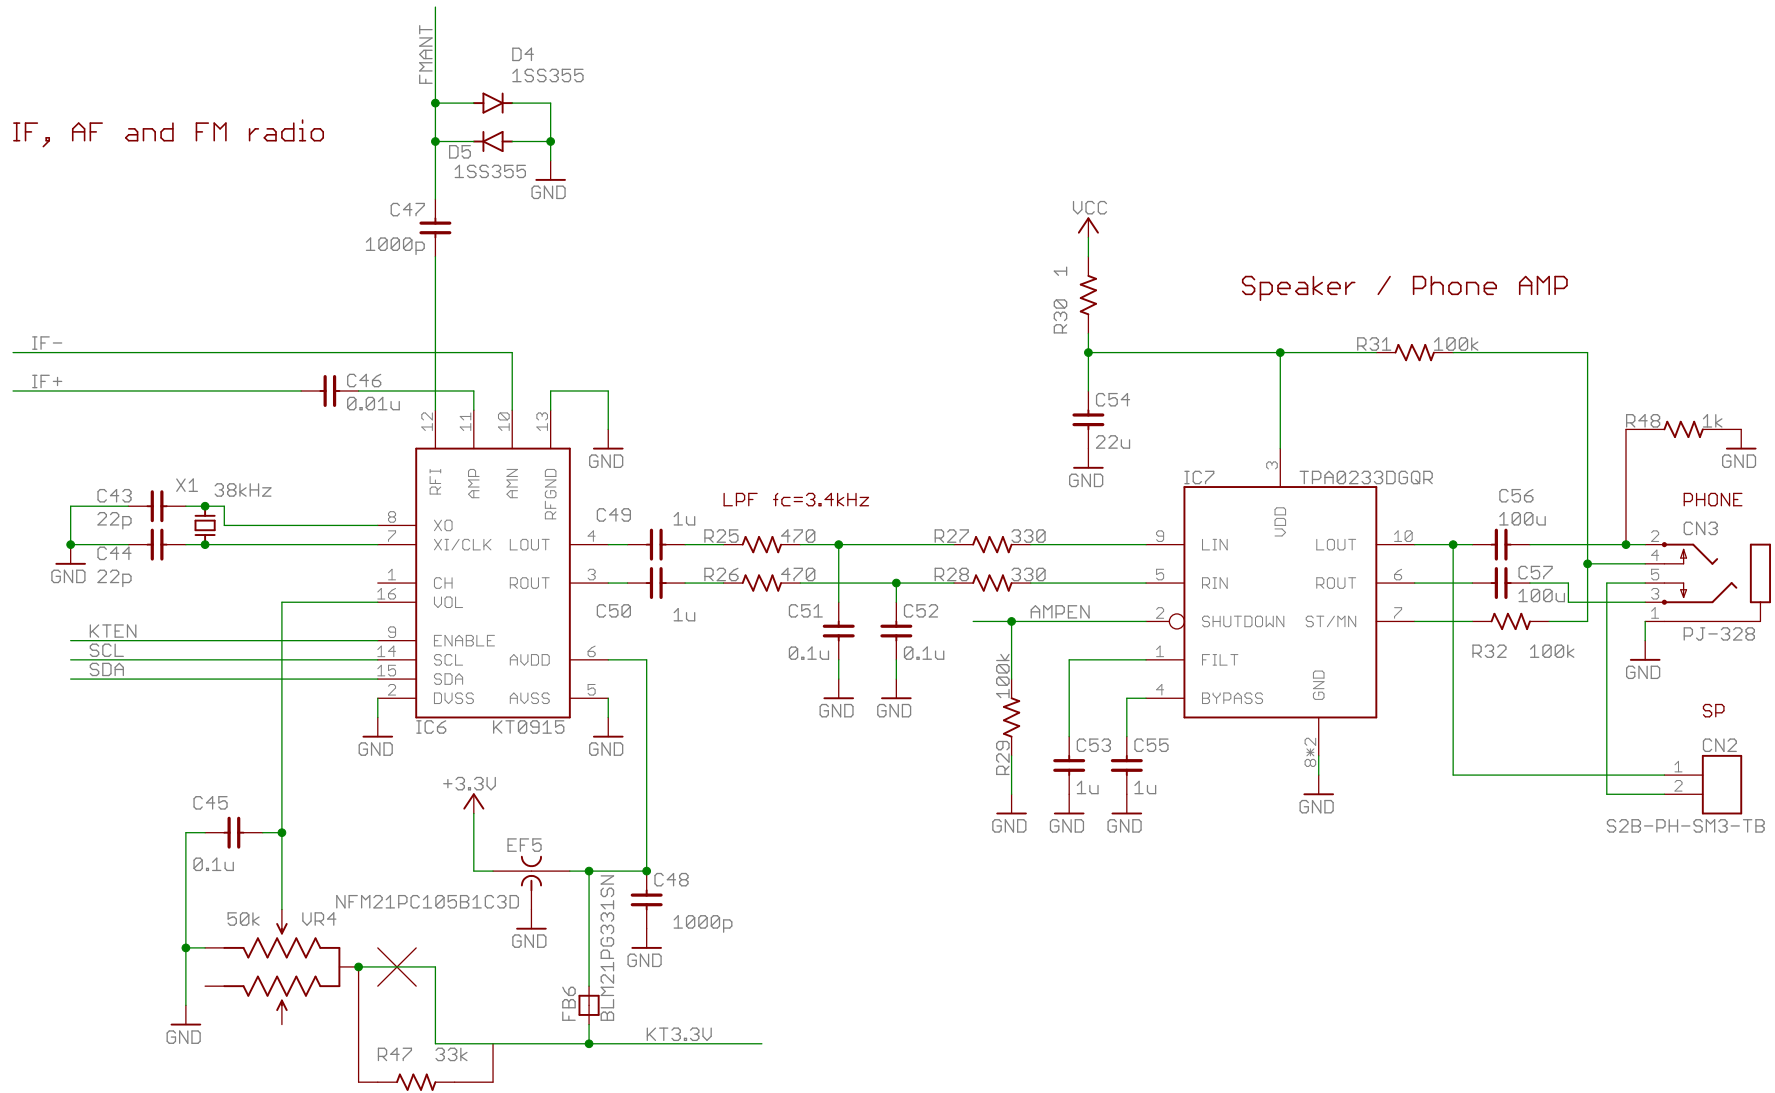 FMANT
D4
1SS355
IF, AF and FM radio
D5
1SS355
GND
C47
1000p
VCC
R30 1
Speaker / Phone AMP
IF-
IF+
C46
0.01u
12
11
10
13
GND
RFI
AMP
AMN
RFGND
R31 100k
C54
22u
GND
R48 1k
GND
C43
22p
X1
38kHz
C44
GND 22p
8
XO
7
XI/CLK
1
CH
16
VOL
KTEN
9
ENABLE
SCL
14
SCL
SDA
15
SDA
2
DVSS
GND
LOUT
4
ROUT
3
AVDD
6
AVSS
5
GND
IC6
KT0915
C49
1u
C50
1u
LPF fc=3.4kHz
R25 470
R26 470
R27 330
R28 330
C51
0.1u
GND
C52
0.1u
GND
AMPEN
R29 100k
GND
IC7
TPA0233DGQR
3
VDD
9
LIN
5
RIN
2
SHUTDOWN
1
FILT
4
BYPASS
LOUT
10
ROUT
6
ST/MN
7
GND
8*2
GND
C53
1u
GND
C55
1u
GND
C56
100u
C57
100u
R32 100k
PHONE
CN3
2
4
5
3
1
PJ-328
GND
SP
CN2
1
2
S2B-PH-SM3-TB
C45
0.1u
50k VR4
GND
+3.3V
EF5
NFM21PC105B1C3D
GND
C48
1000p
GND
FB6
BLM21PG331SN
KT3.3V
R47 33k